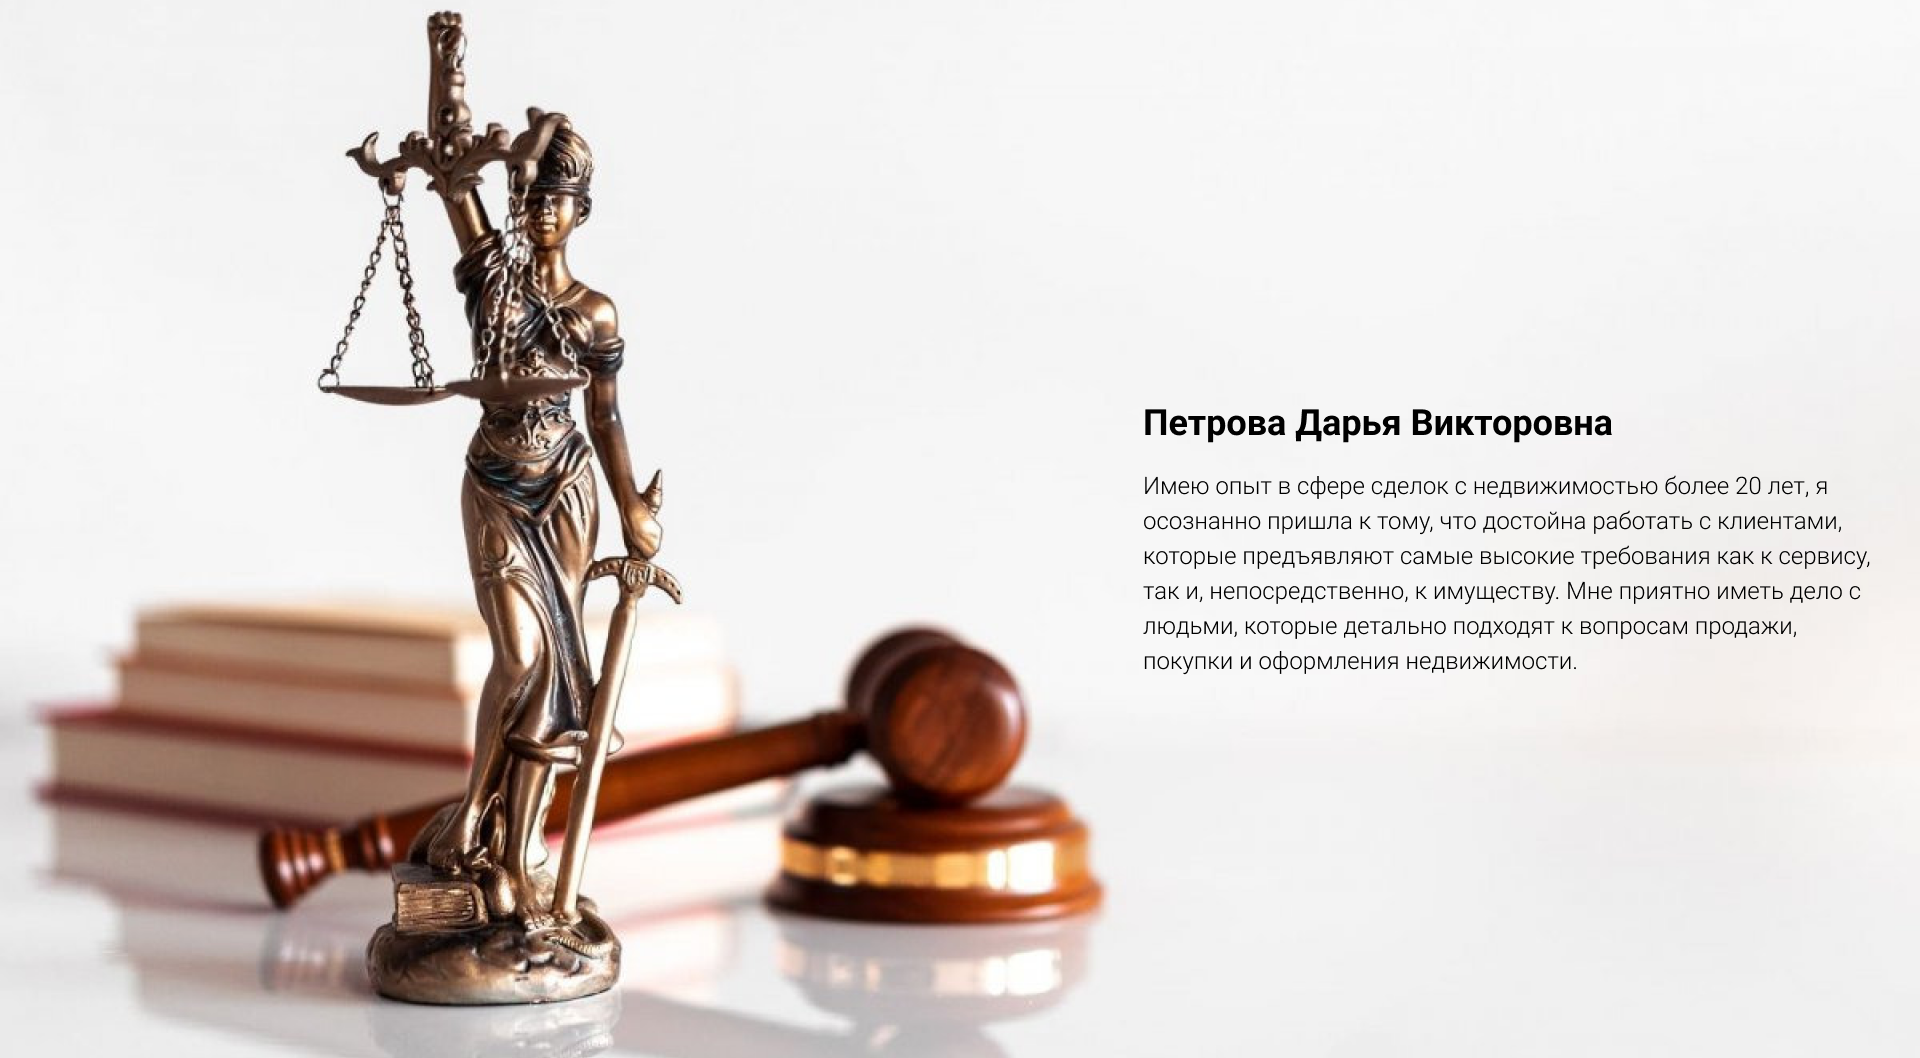 Петрова Дарья Викторовна
Имею опыт в сфере сделок с недвижимостью более 20 лет, я
осознанно пришла к тому, что достойна работать с клиентами,
которые предъявляют самые высокие требования как к сервису,
так и, непосредственно, к имуществу. Мне приятно иметь дело с
людьми, которые детально подходят к вопросам продажи,
покупки и оформления недвижимости.